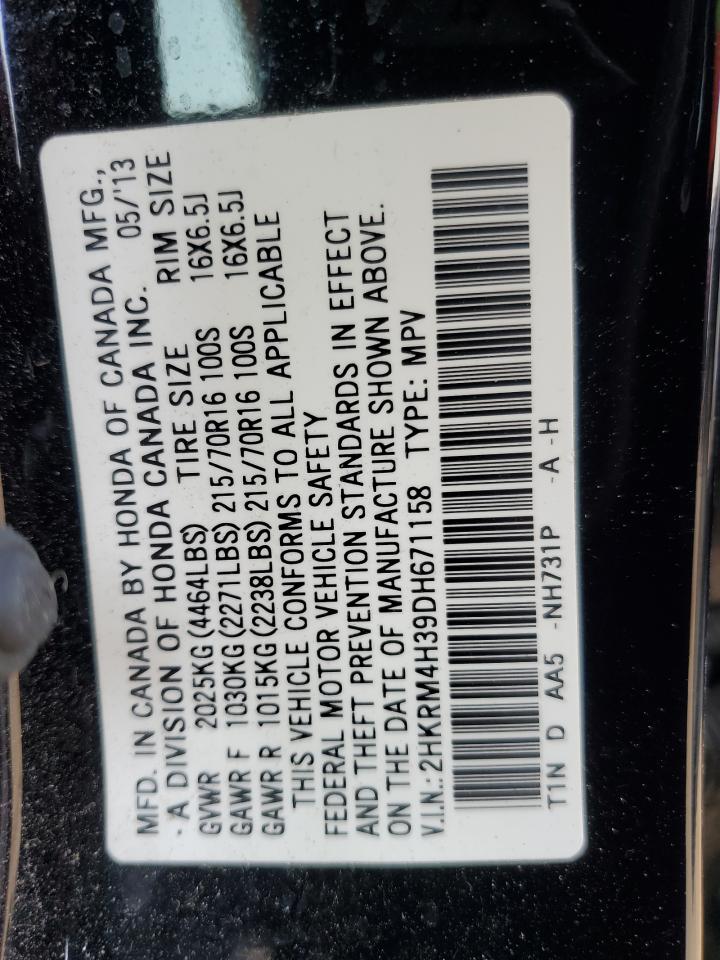 MFD. IN CANADA BY HONDA OF CANADA MFG.,
- A DIVISION OF HONDA CANADA INC. 05/'13
GVWR 2025KG(4464LBS) TIRE SIZE RIM SIZE
GAWR F 1030KG(2271LBS) 215/70R16 100S 16X6.5J
GAWR R 1015KG(2238LBS) 215/70R16 100S 16X6.5J
THIS VEHICLE CONFORMS TO ALL APPLICABLE
FEDERAL MOTOR VEHICLE SAFETY
AND THEFT PREVENTION STANDARDS IN EFFECT
ON THE DATE OF MANUFACTURE SHOWN ABOVE.
V.I.N.: 2HKRM4H39DH671158 TYPE: MPV
T1N D AA5 -NH731P -A -H